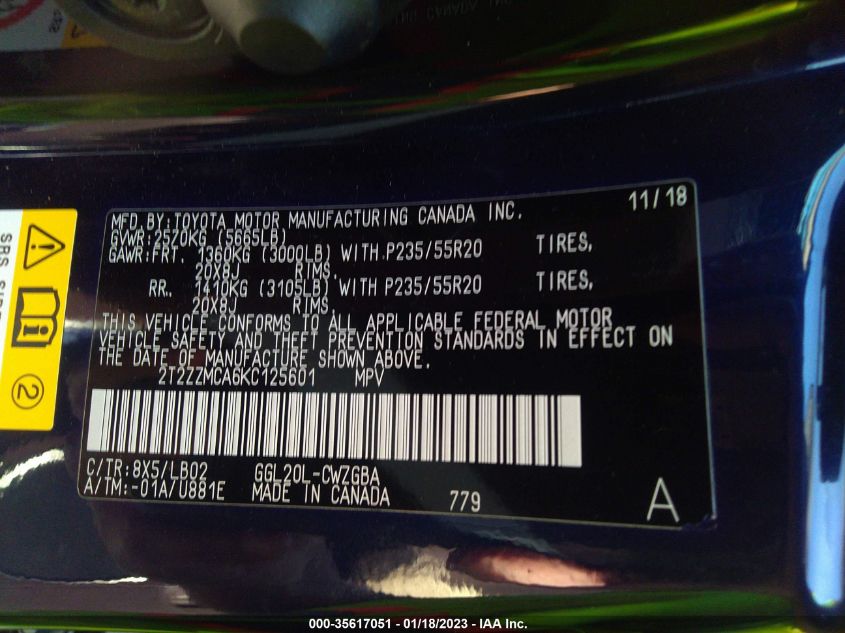 MFD. BY: TOYOTA MOTOR MANUFACTURING CANADA INC. 11/18
GVWR: 2570KG (5665LB)
GAWR: FRT. 1360KG (3000LB) WITH P235/55R20 TIRES,
20X8J RIMS,
RR. 1410KG (3105LB) WITH P235/55R20 TIRES,
20X8J RIMS,
THIS VEHICLE CONFORMS TO ALL APPLICABLE FEDERAL MOTOR
VEHICLE SAFETY AND THEFT PREVENTION STANDARDS IN EFFECT ON
THE DATE OF MANUFACTURE SHOWN ABOVE.
2T2ZZMCA6KC125601 MPV
C/TR: 8X5/LB02 GGL20L-CWZGBA
A/TM: -01A/U881E MADE IN CANADA 779 A
SRS
2
000-35617051 - 01/18/2023 - IAA Inc.